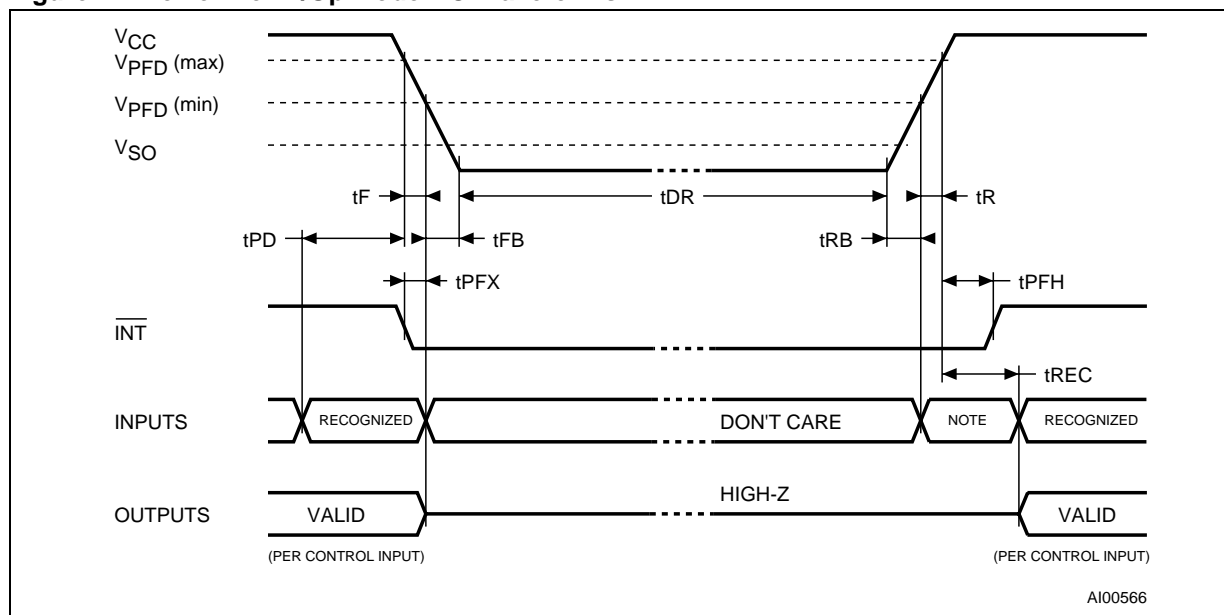 VCC
VPFD (max)
VPFD (min)
VSO
tF
tDR
tR
tPD
tFB
tRB
tPFX
tPFH
INT
tREC
INPUTS
RECOGNIZED
DON'T CARE
NOTE
RECOGNIZED
HIGH-Z
OUTPUTS
VALID
VALID
(PER CONTROL INPUT)
(PER CONTROL INPUT)
AI00566